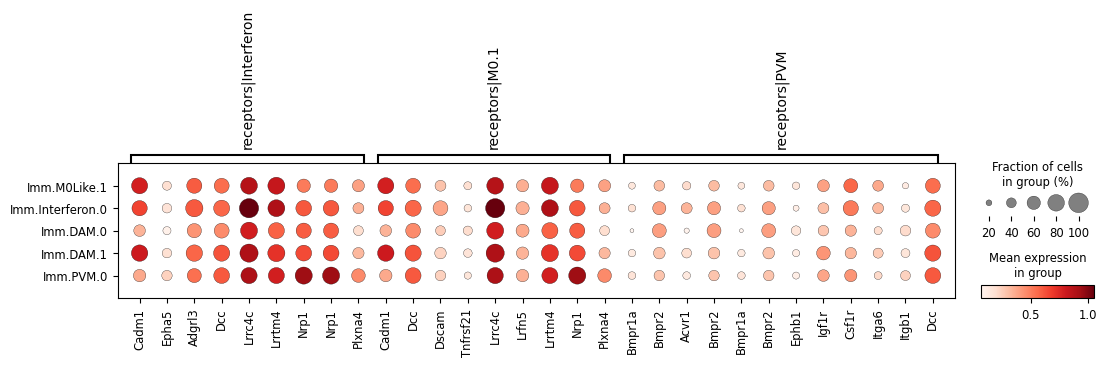 receptors|Interferon
receptors|M0.1
receptors|PVM
Imm.M0Like.1
Imm.Interferon.0
Imm.DAM.0
Imm.DAM.1
Imm.PVM.0
Cadm1
Epha5
Adgrl3
Dcc
Lrrc4c
Lrrtm4
Nrp1
Nrp1
Plxna4
Cadm1
Dcc
Dscam
Tnfrsf21
Lrrc4c
Lrfn5
Lrrtm4
Nrp1
Plxna4
Bmpr1a
Bmpr2
Acvr1
Bmpr2
Bmpr1a
Bmpr2
Ephb1
Igf1r
Csf1r
Itga6
Itgb1
Dcc
Fraction of cells
in group (%)
20 40 60 80 100
Mean expression
in group
0.5 1.0